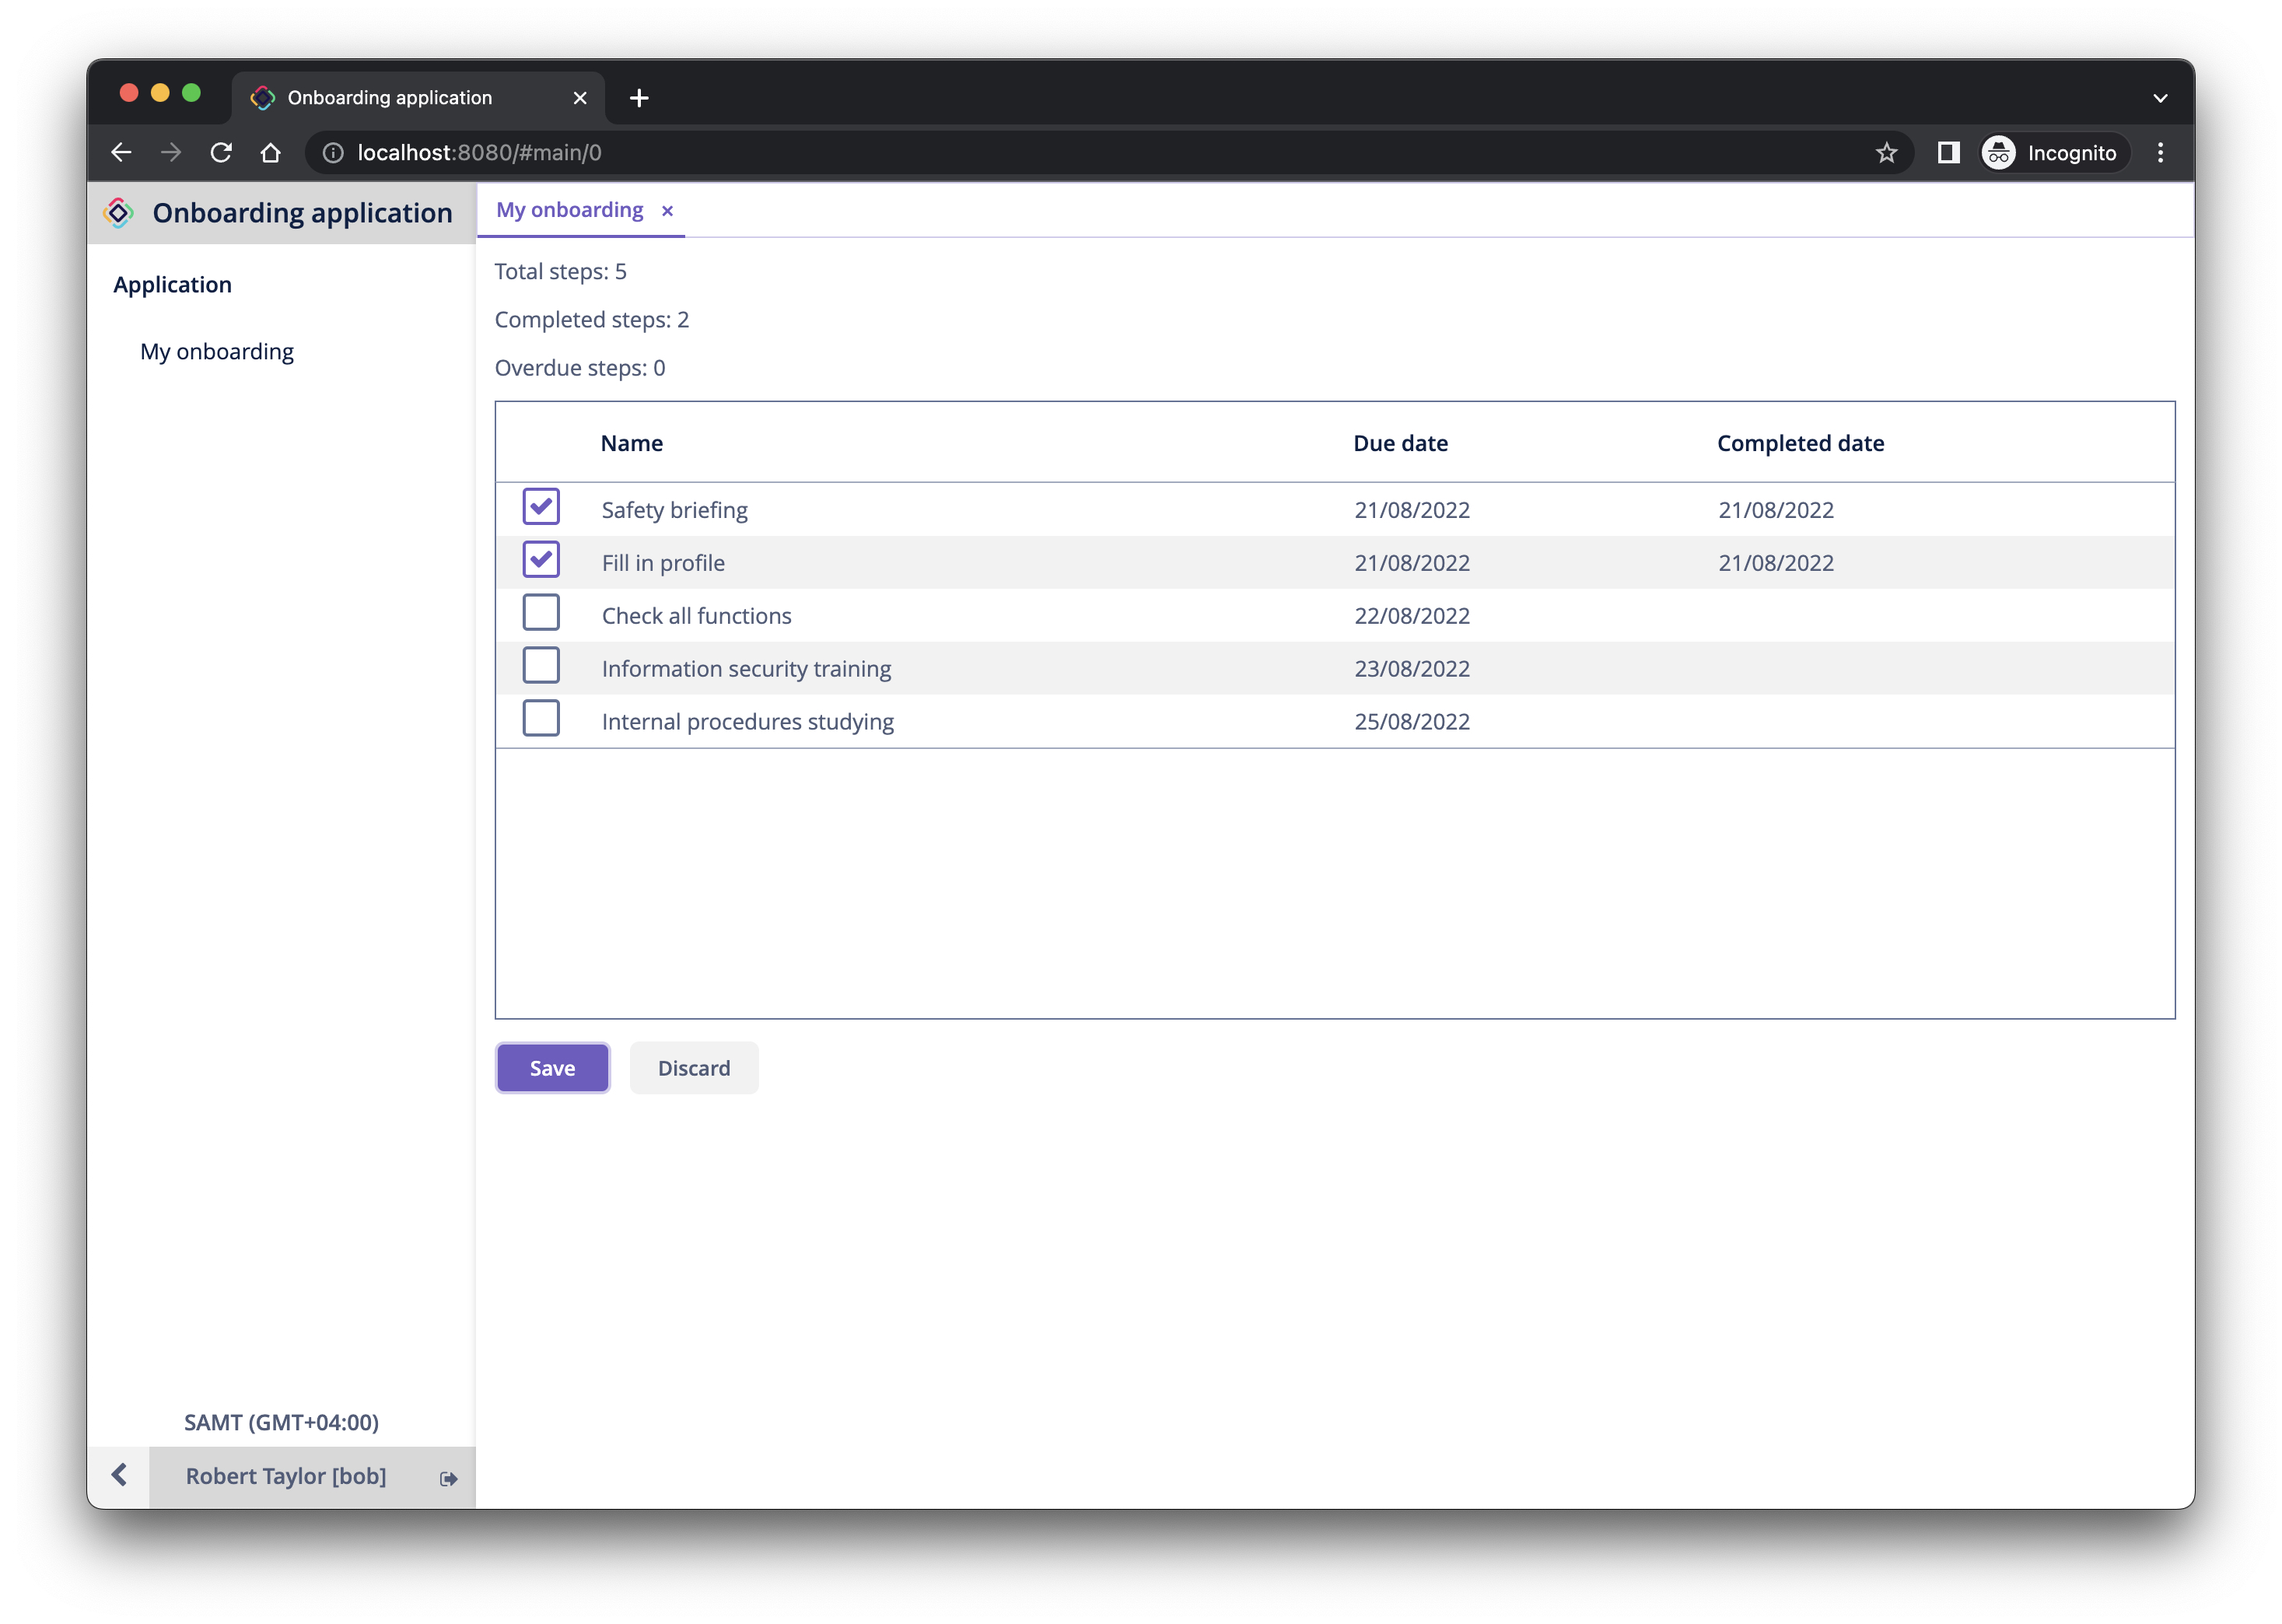 Onboarding application
localhost:8080/#main/0
Incognito
Onboarding application
My onboarding
Application
My onboarding
Total steps: 5
Completed steps: 2
Overdue steps: 0
Name Due date Completed date
Safety briefing 21/08/2022 21/08/2022
Fill in profile 21/08/2022 21/08/2022
Check all functions 22/08/2022
Information security training 23/08/2022
Internal procedures studying 25/08/2022
Save Discard
SAMT (GMT+04:00)
Robert Taylor [bob]